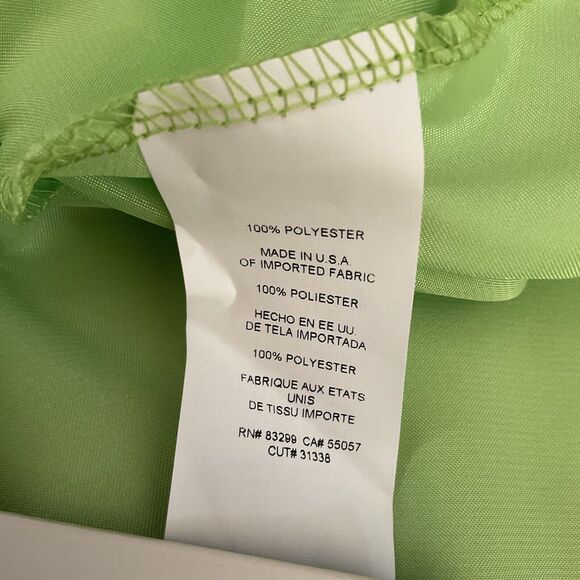 100% POLYESTER
MADE IN U.S.A.
OF IMPORTED FABRIC
100% POLIESTER
HECHO EN EE UU.
DE TELA IMPORTADA
100% POLYESTER
FABRIQUE AUX ETATS
UNIS
DE TISSU IMPORTE
RN# 83299 CA# 55057
CUT# 31338